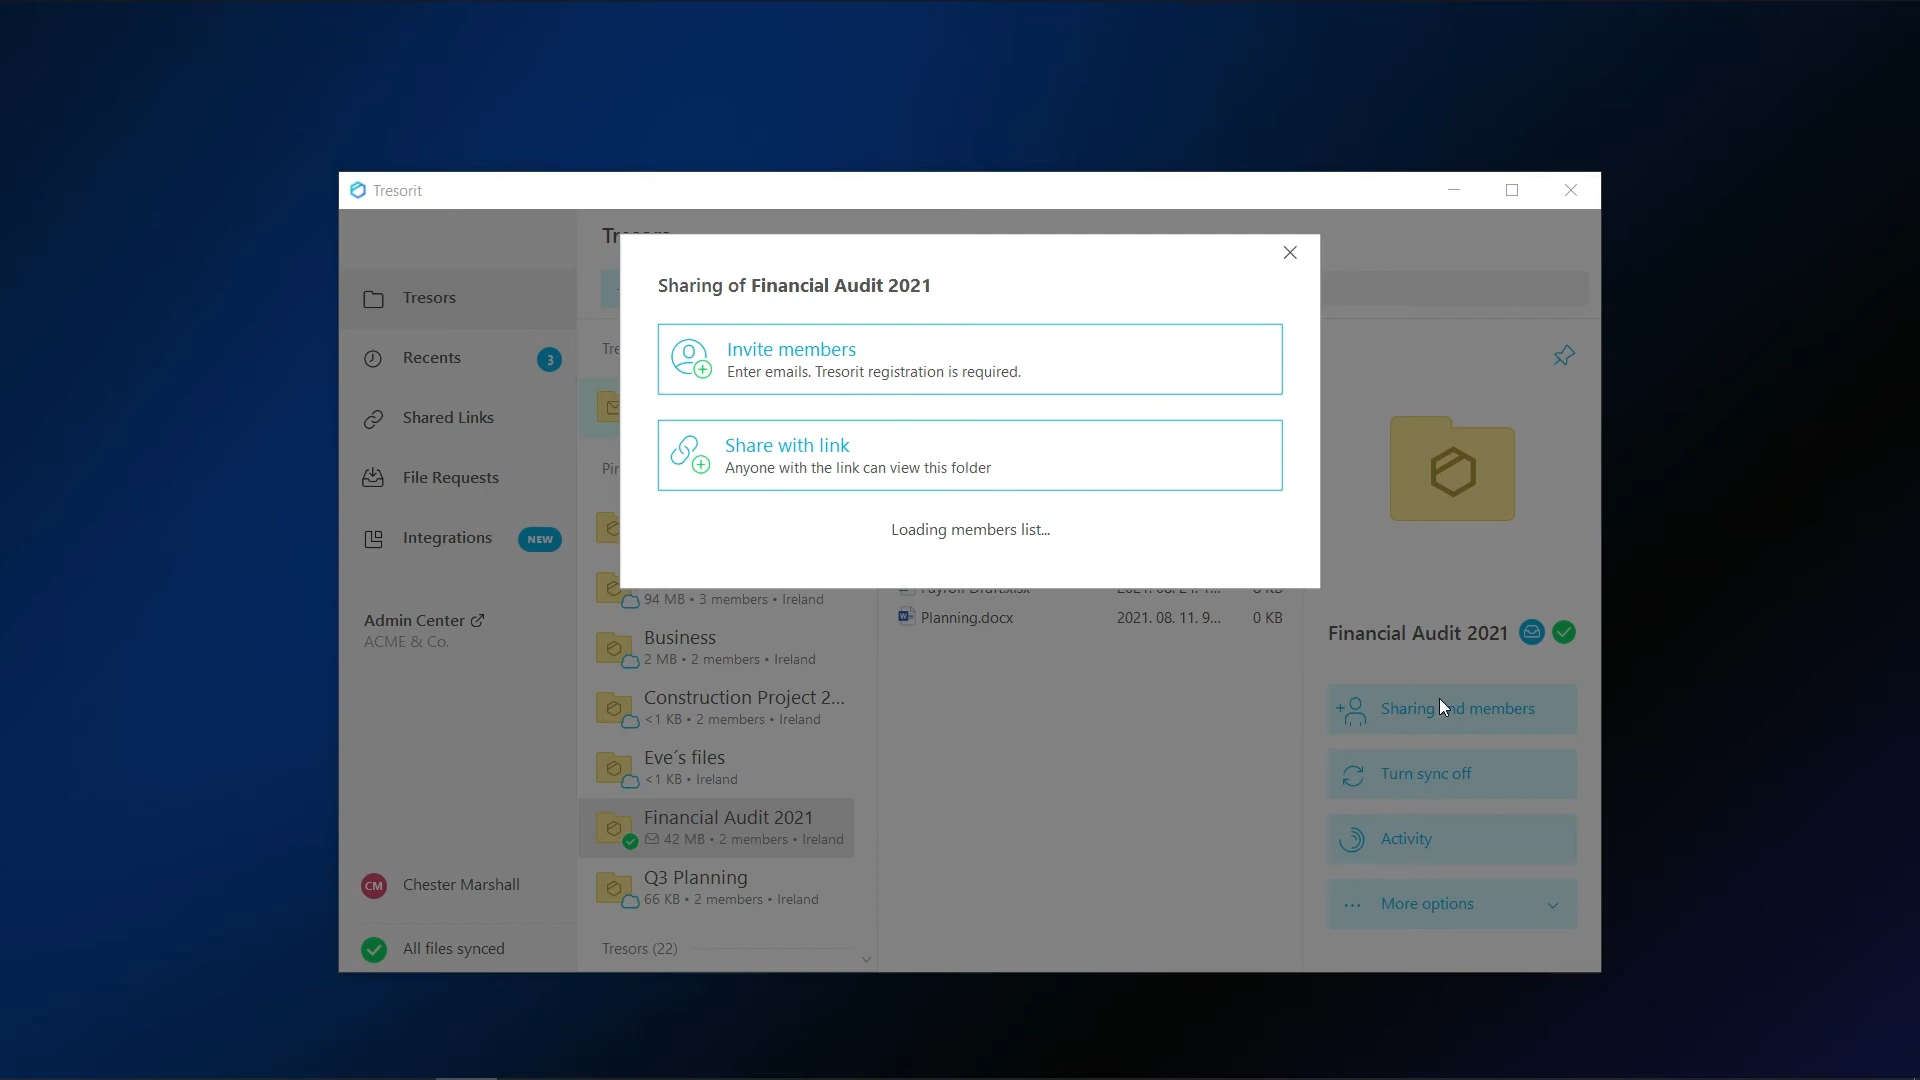 Tresorit
Tresors
Recents
3
Shared Links
File Requests
Integrations
NEW
Admin Center
ACME & Co.
CM
Chester Marshall
All files synced
Sharing of Financial Audit 2021
Invite members
Enter emails. Tresorit registration is required.
Share with link
Anyone with the link can view this folder
Loading members list...
94 MB • 3 members • Ireland
Business
2 MB • 2 members • Ireland
Construction Project 2...
<1 KB • 2 members • Ireland
Eve´s files
<1 KB • Ireland
Financial Audit 2021
42 MB • 2 members • Ireland
Q3 Planning
66 KB • 2 members • Ireland
Tresors (22)
Planning.docx
2021. 08. 11. 9...
0 KB
Financial Audit 2021
Sharing and members
Turn sync off
Activity
More options